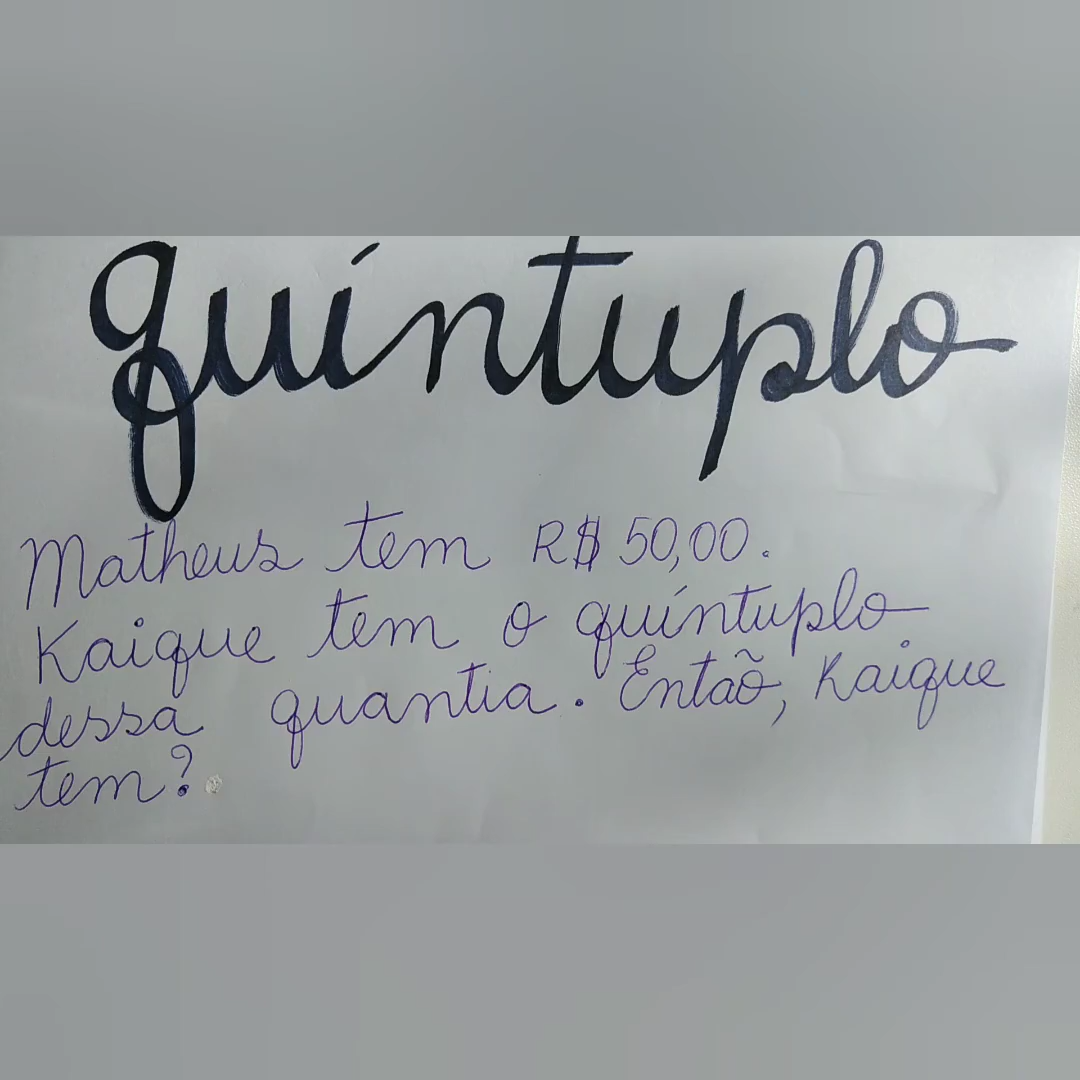 quíntuplo
Matheus tem R$ 50,00.
Kaique tem o quíntuplo
dessa quantia. Então, Kaique
tem?